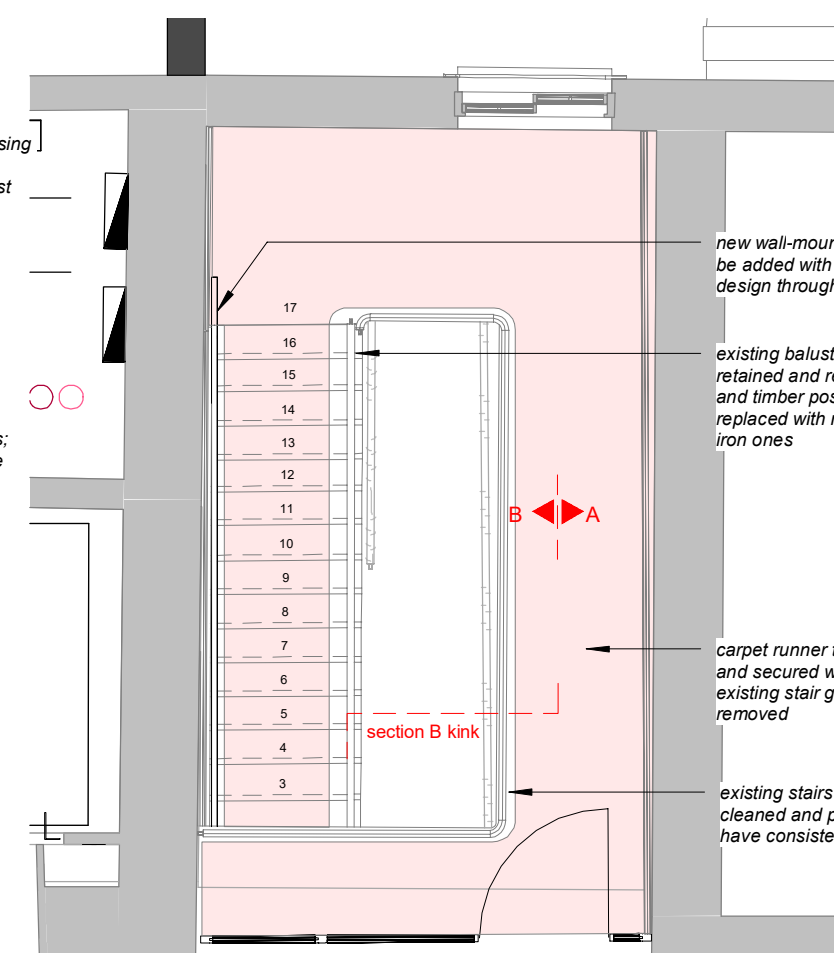 sing
st
s;
e
17
16
15
14
13
12
11
10
9
8
7
6
5
4
3
B A
section B kink
new wall-moun
be added with
design through
existing balust
retained and re
and timber pos
replaced with n
iron ones
carpet runner t
and secured w
existing stair g
removed
existing stairs
cleaned and p
have consiste